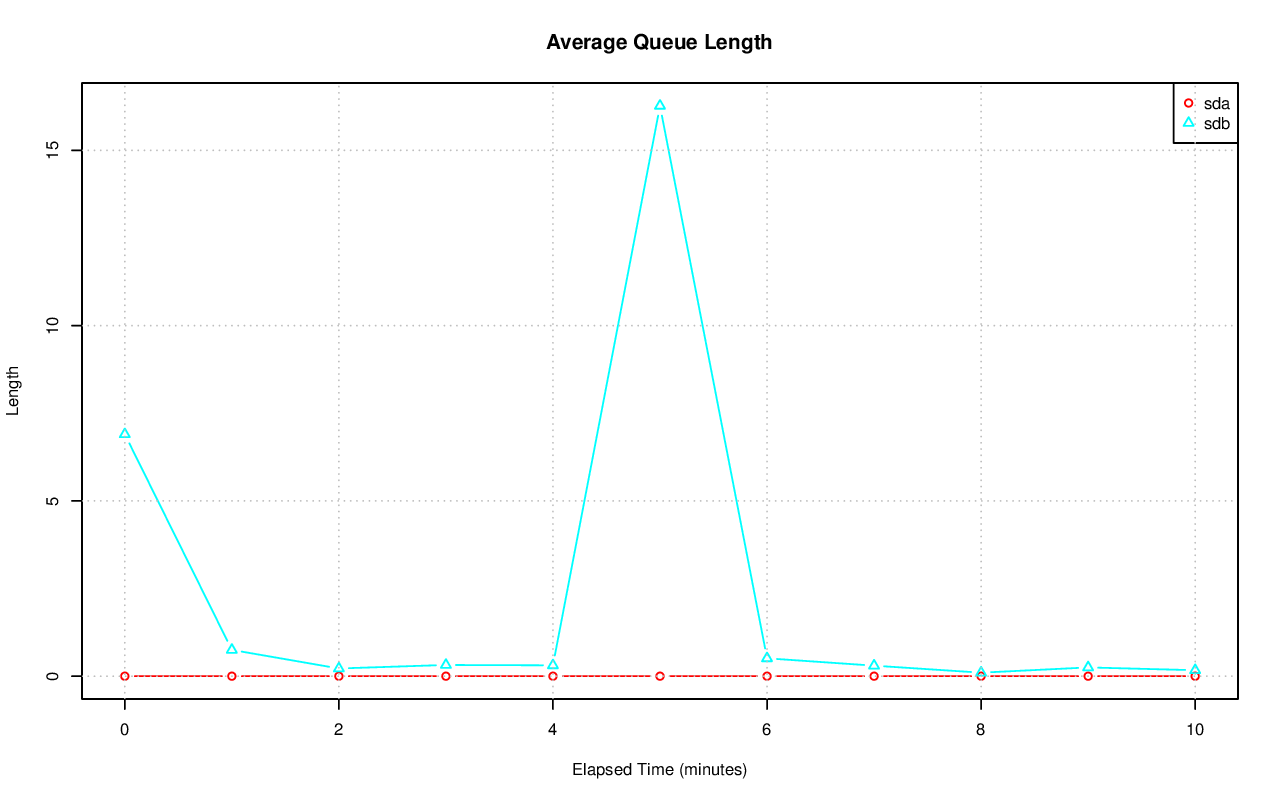 Average Queue Length
sda
sdb
15
10
5
0
Length
0 2 4 6 8 10
Elapsed Time (minutes)